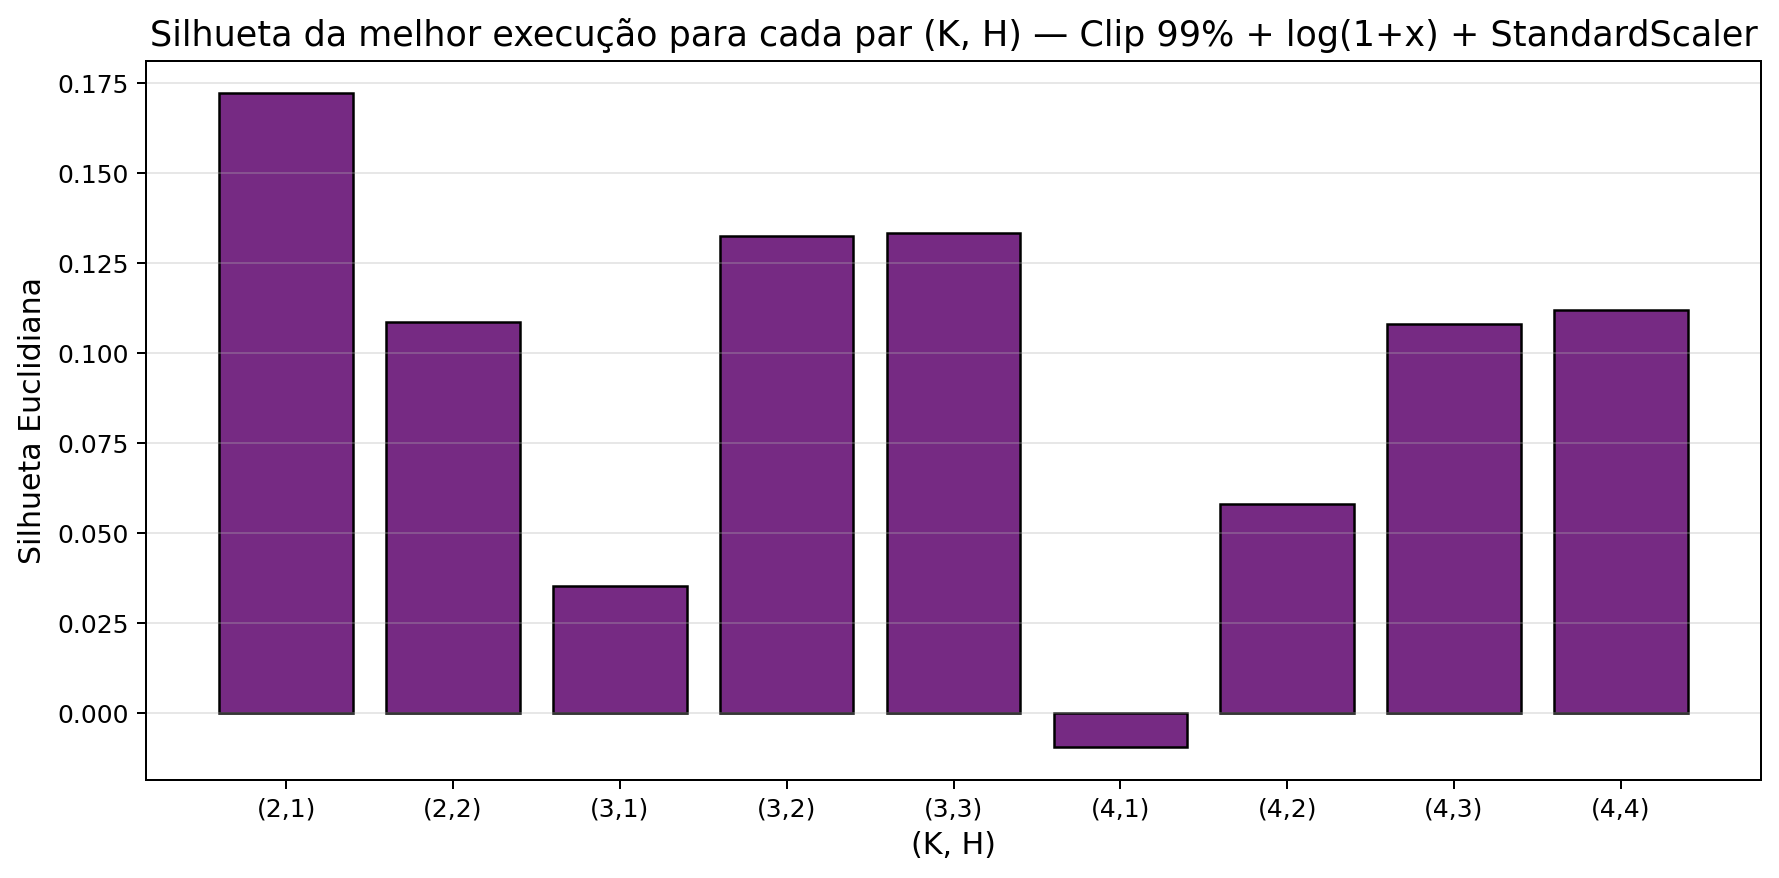 Silhueta da melhor execução para cada par (K, H) — Clip 99% + log(1+x) + StandardScaler
Silhueta Euclidiana
0.175
0.150
0.125
0.100
0.075
0.050
0.025
0.000
(2,1) (2,2) (3,1) (3,2) (3,3) (4,1) (4,2) (4,3) (4,4)
(K, H)